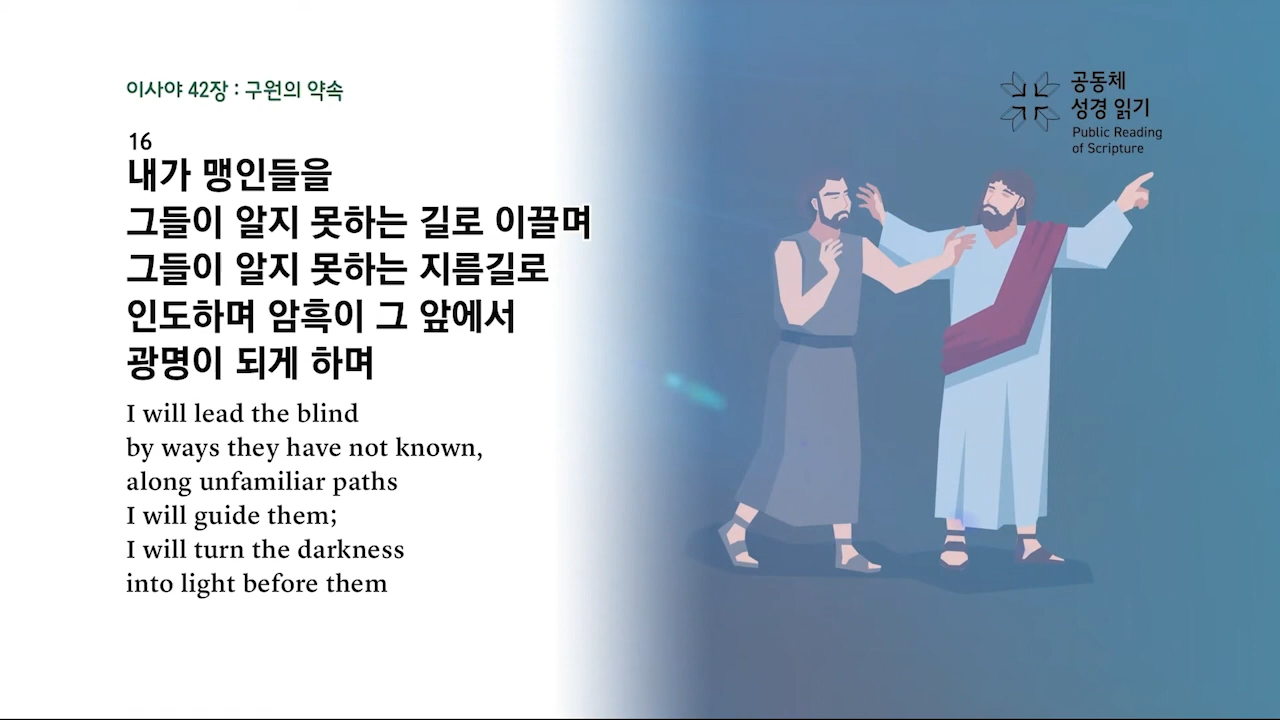 이사야 42장 : 구원의 약속
16
내가 맹인들을
그들이 알지 못하는 길로 이끌며
그들이 알지 못하는 지름길로
인도하며 암흑이 그 앞에서
광명이 되게 하며
I will lead the blind
by ways they have not known,
along unfamiliar paths
I will guide them;
I will turn the darkness
into light before them
공동체
성경 읽기
Public Reading
of Scripture